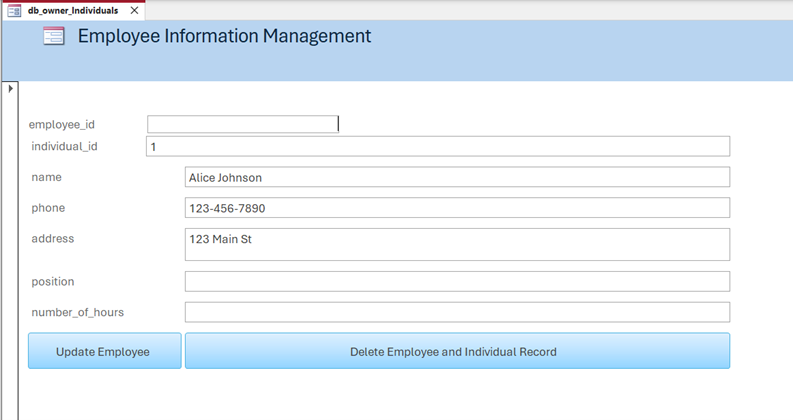 db_owner_Individuals
Employee Information Management
employee_id
individual_id 1
name Alice Johnson
phone 123-456-7890
address 123 Main St
position
number_of_hours
Update Employee Delete Employee and Individual Record